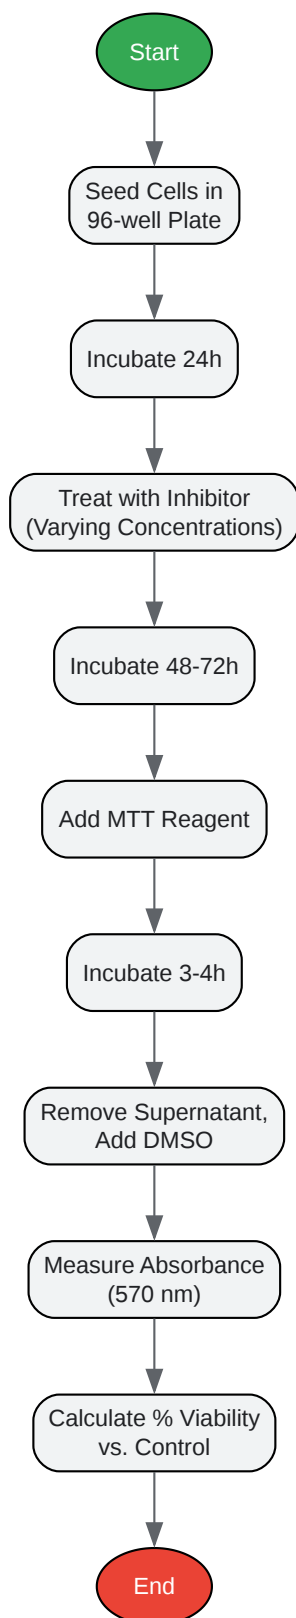 Start
Seed Cells in
96-well Plate
Incubate 24h
Treat with Inhibitor
(Varying Concentrations)
Incubate 48-72h
Add MTT Reagent
Incubate 3-4h
Remove Supernatant,
Add DMSO
Measure Absorbance
(570 nm)
Calculate % Viability
vs. Control
End